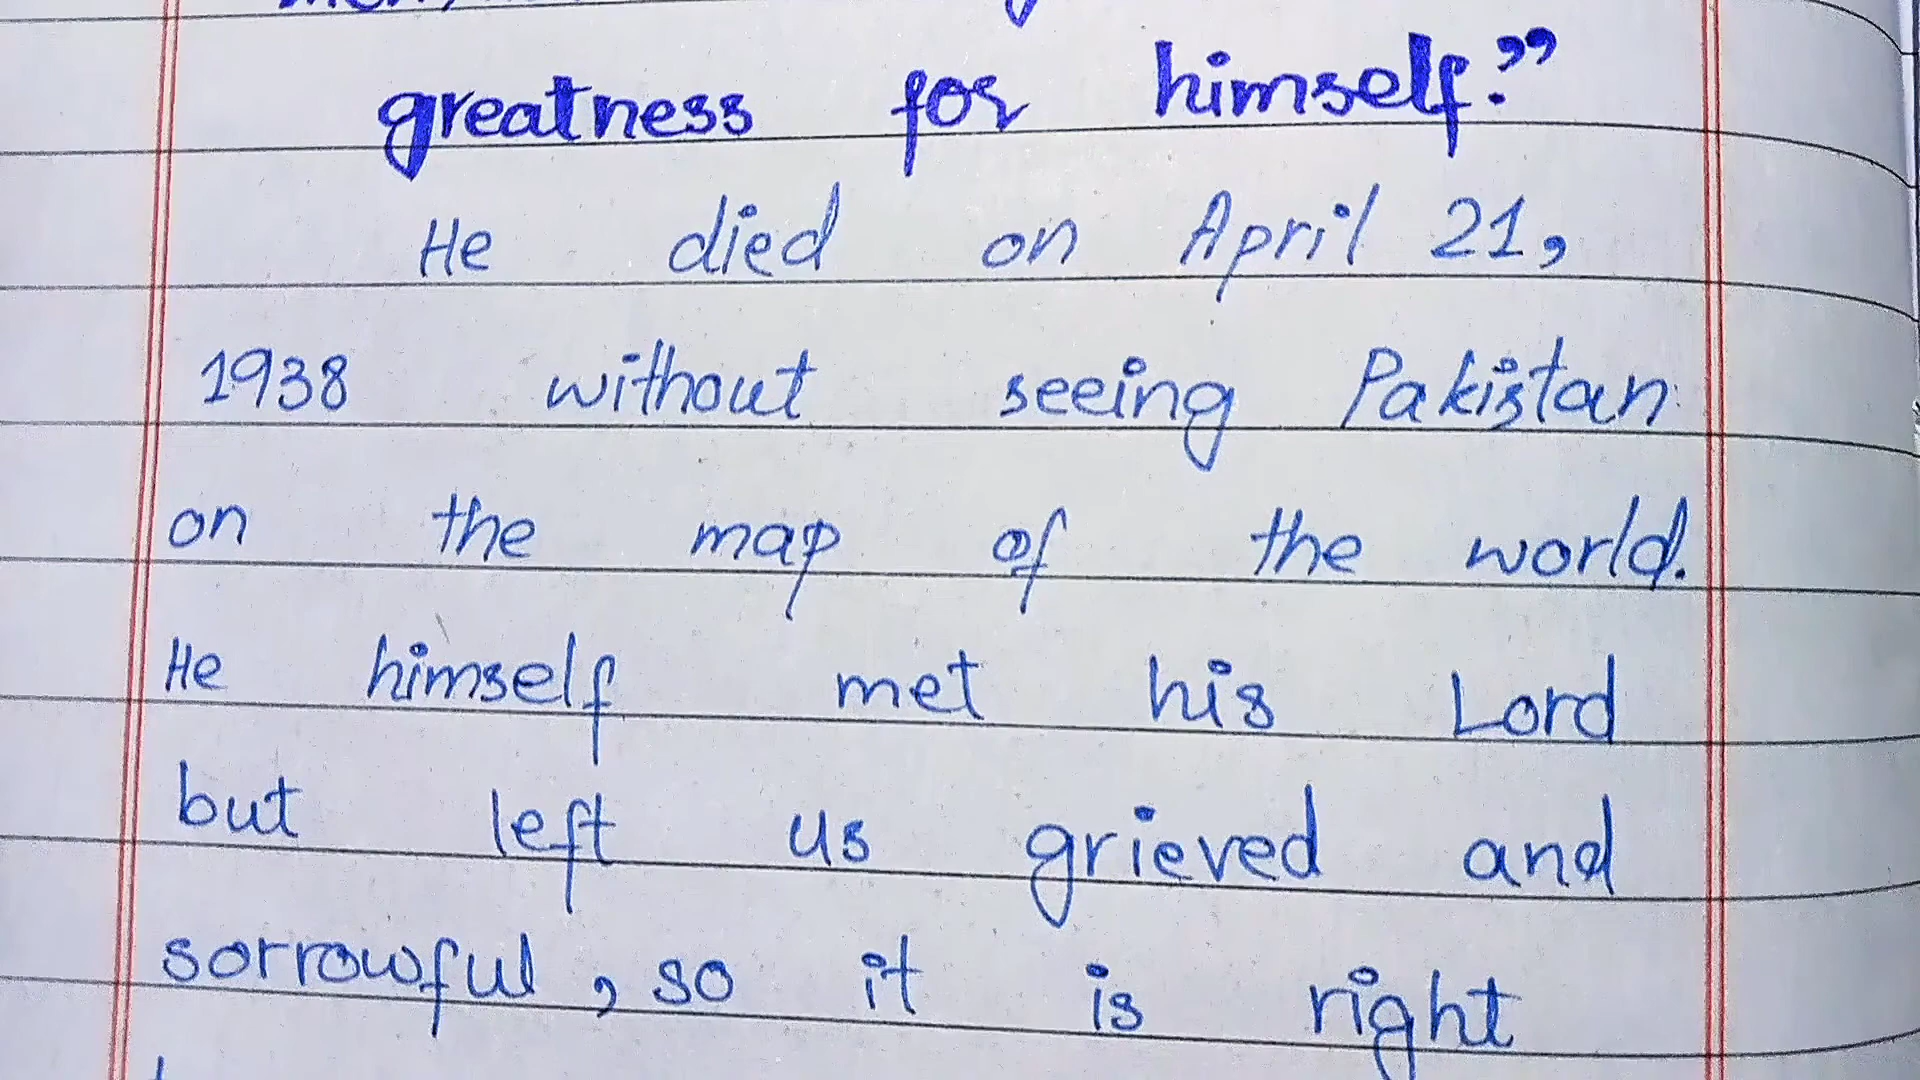 greatness for himself."
He died on April 21,
1938 without seeing Pakistan
on the map of the world.
He himself met his Lord
but left us grieved and
sorrowful, so it is right